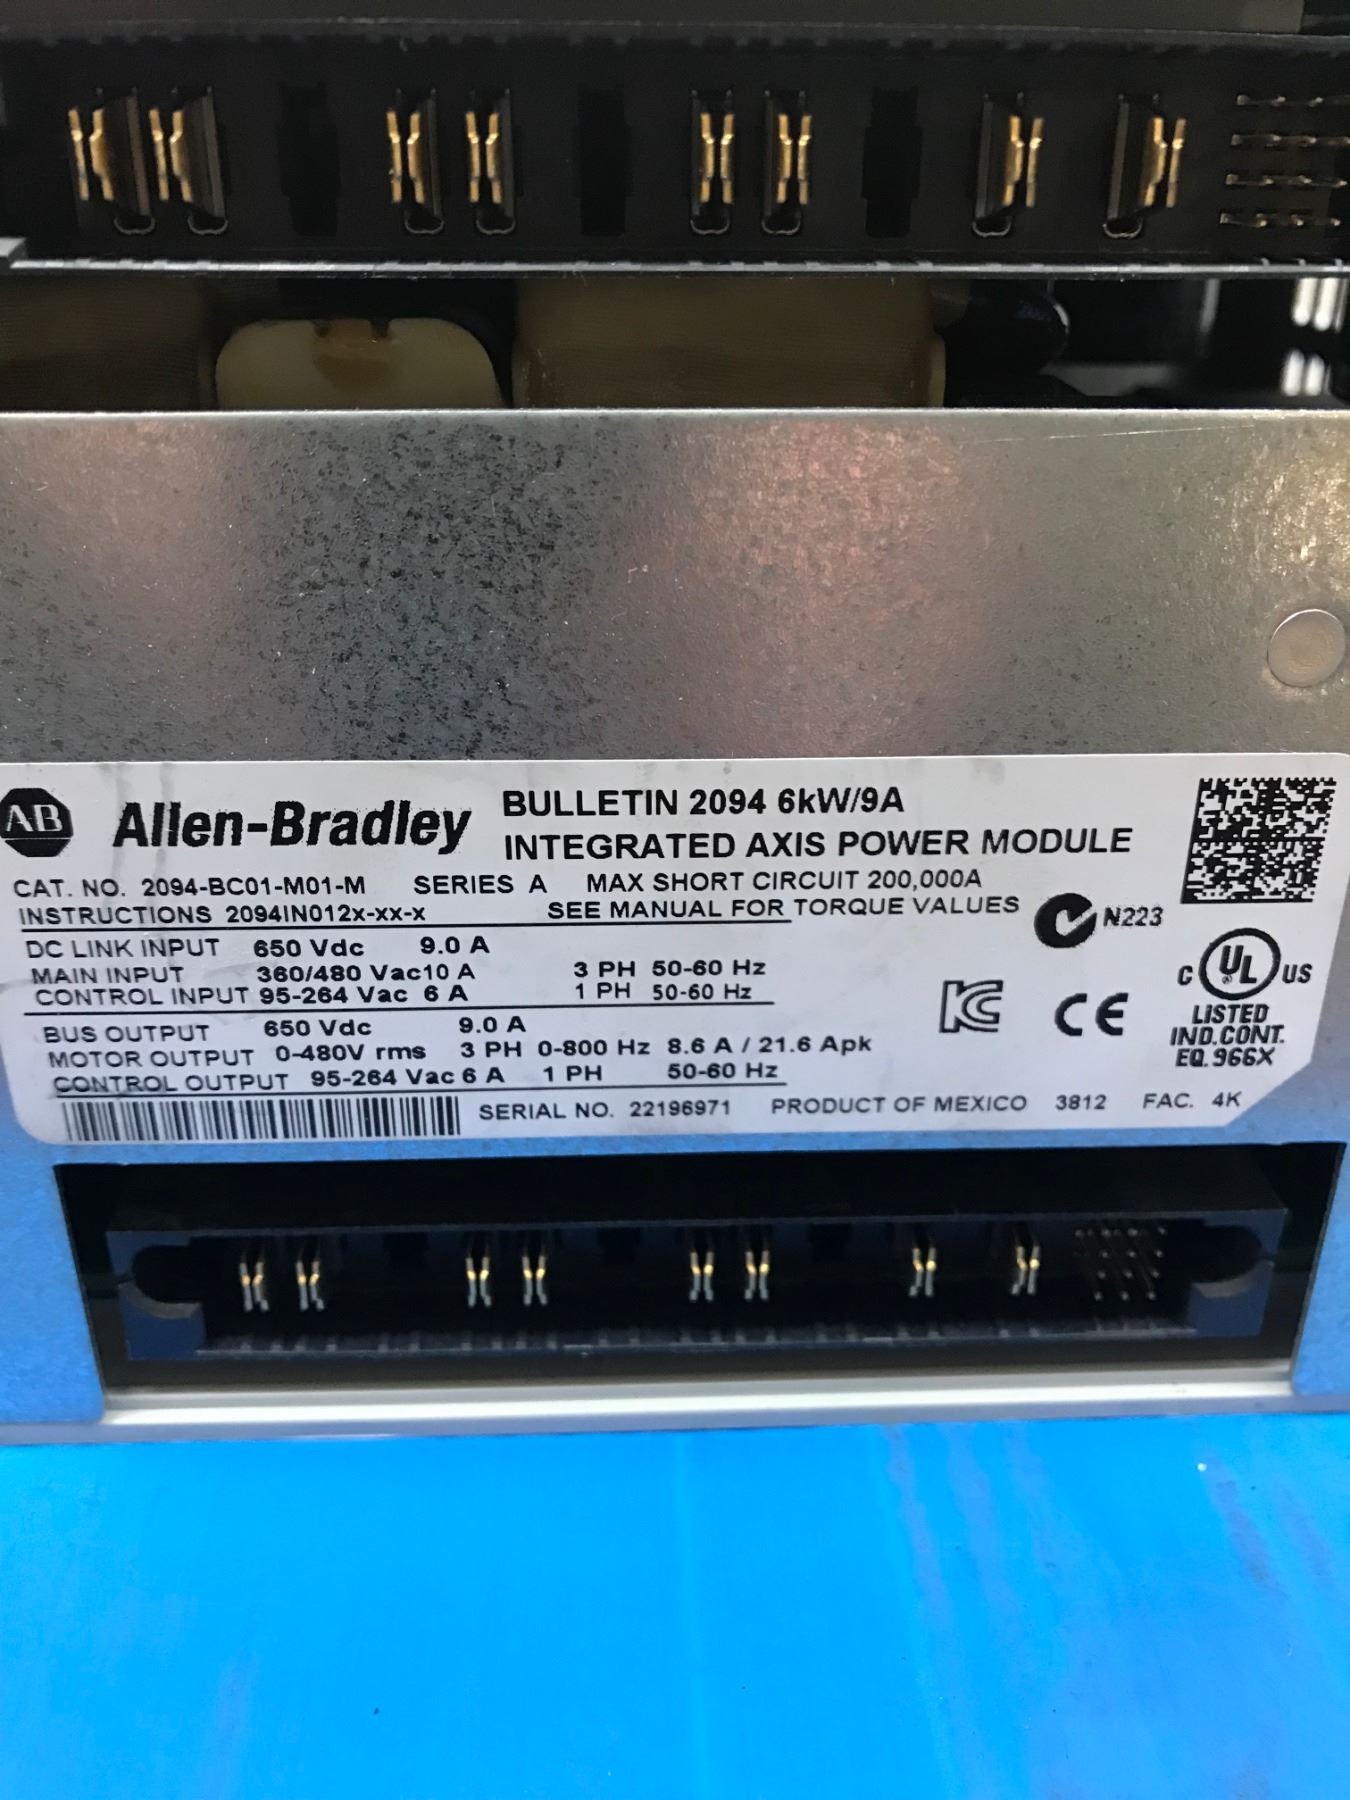 AB Allen-Bradley
BULLETIN 2094 6kW/9A
INTEGRATED AXIS POWER MODULE
CAT. NO. 2094-BC01-M01-M SERIES A MAX SHORT CIRCUIT 200,000A
INSTRUCTIONS 2094IN012x-xx-x SEE MANUAL FOR TORQUE VALUES
N223
DC LINK INPUT 650 Vdc 9.0 A
MAIN INPUT 360/480 Vac10 A 3 PH 50-60 Hz
CONTROL INPUT 95-264 Vac 6 A 1 PH 50-60 Hz
BUS OUTPUT 650 Vdc 9.0 A
MOTOR OUTPUT 0-480V rms 3 PH 0-800 Hz 8.6 A / 21.6 Apk
CONTROL OUTPUT 95-264 Vac 6 A 1 PH 50-60 Hz
KC CE
C UL US
LISTED
IND.CONT.
EQ.966X
SERIAL NO. 22196971 PRODUCT OF MEXICO 3812 FAC. 4K